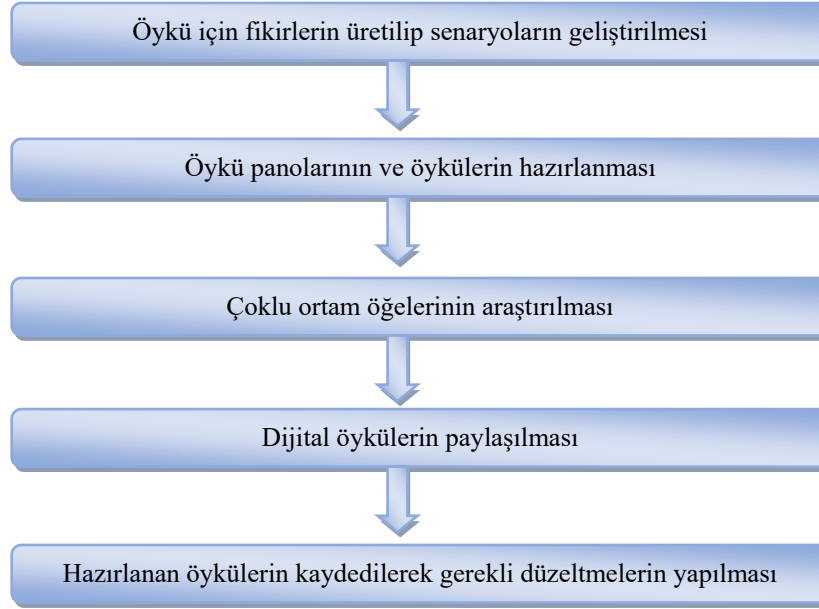 Öykü için fikirlerin üretilip senaryoların geliştirilmesi
Öykü panolarının ve öykülerin hazırlanması
Çoklu ortam öğelerinin araştırılması
Dijital öykülerin paylaşılması
Hazırlanan öykülerin kaydedilerek gerekli düzeltmelerin yapılması